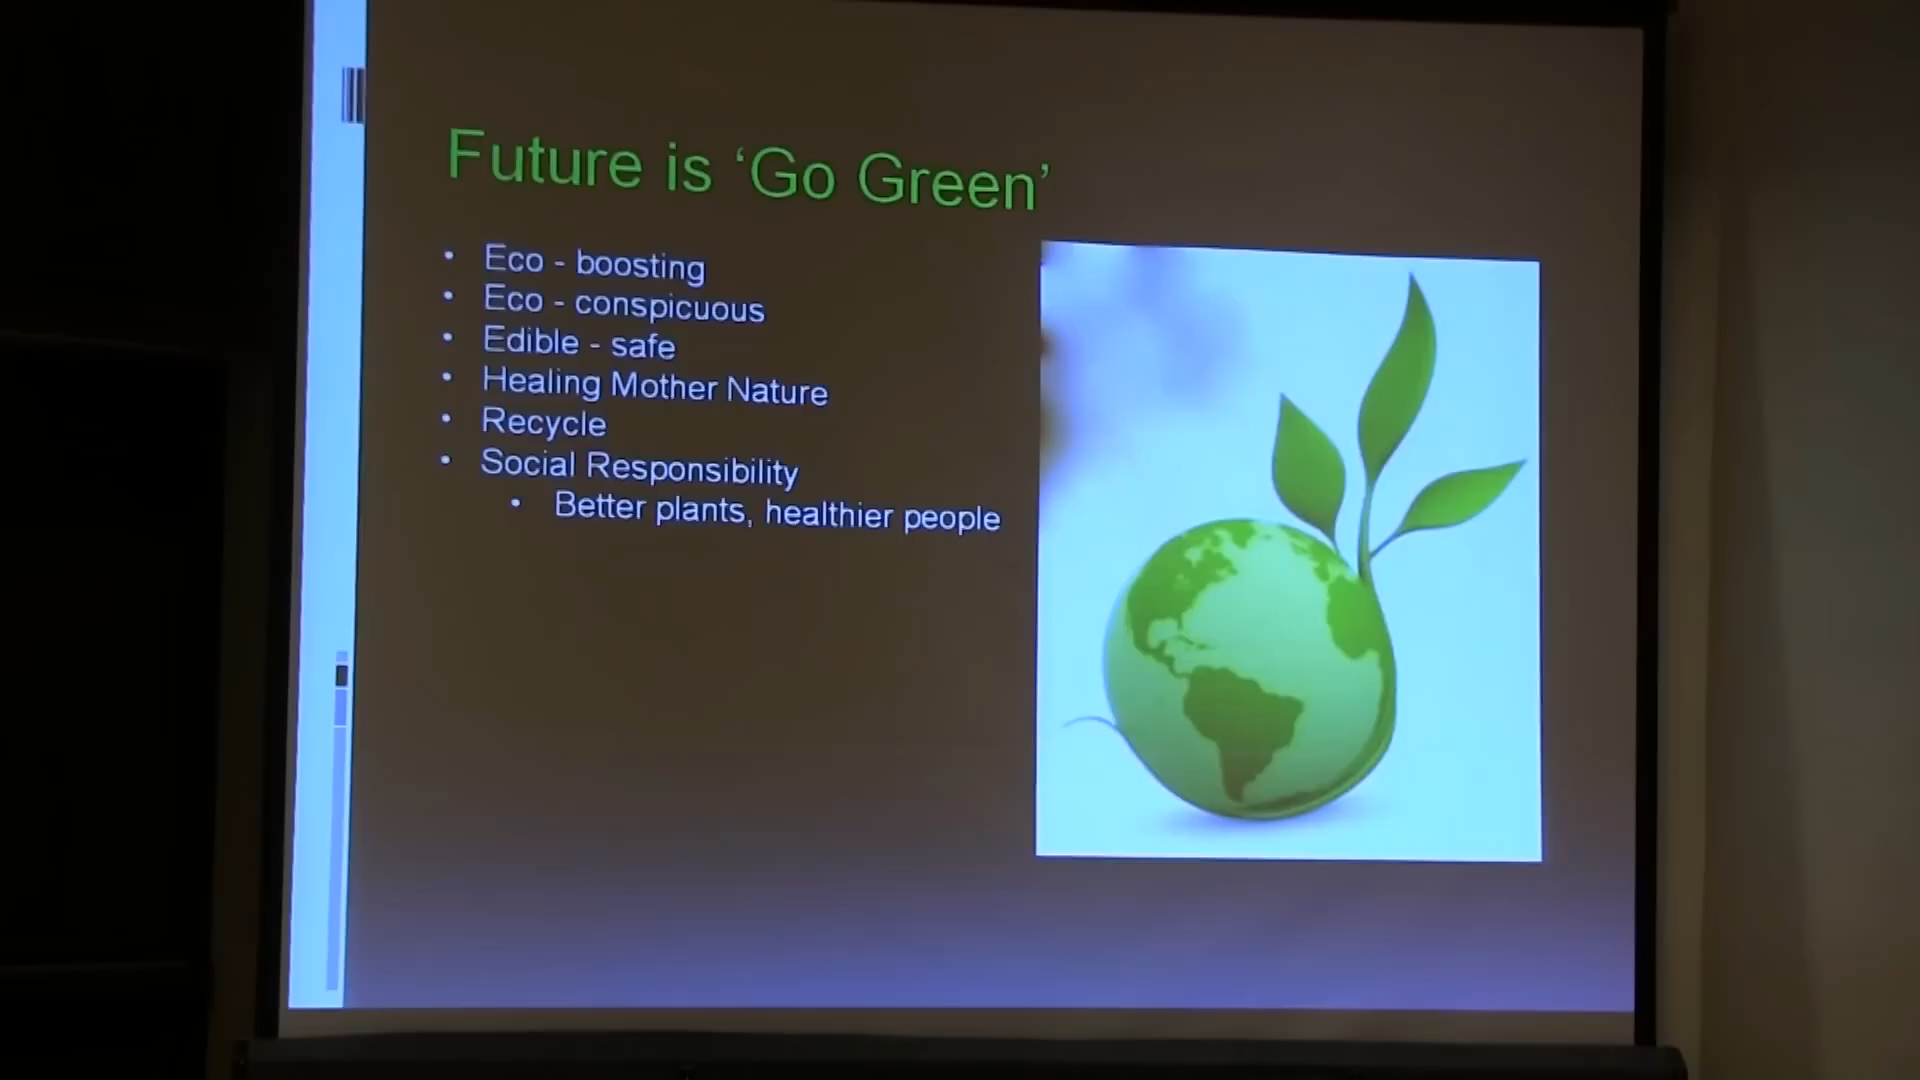 Future is ‘Go Green’
• Eco - boosting
• Eco - conspicuous
• Edible - safe
• Healing Mother Nature
• Recycle
• Social Responsibility
• Better plants, healthier people